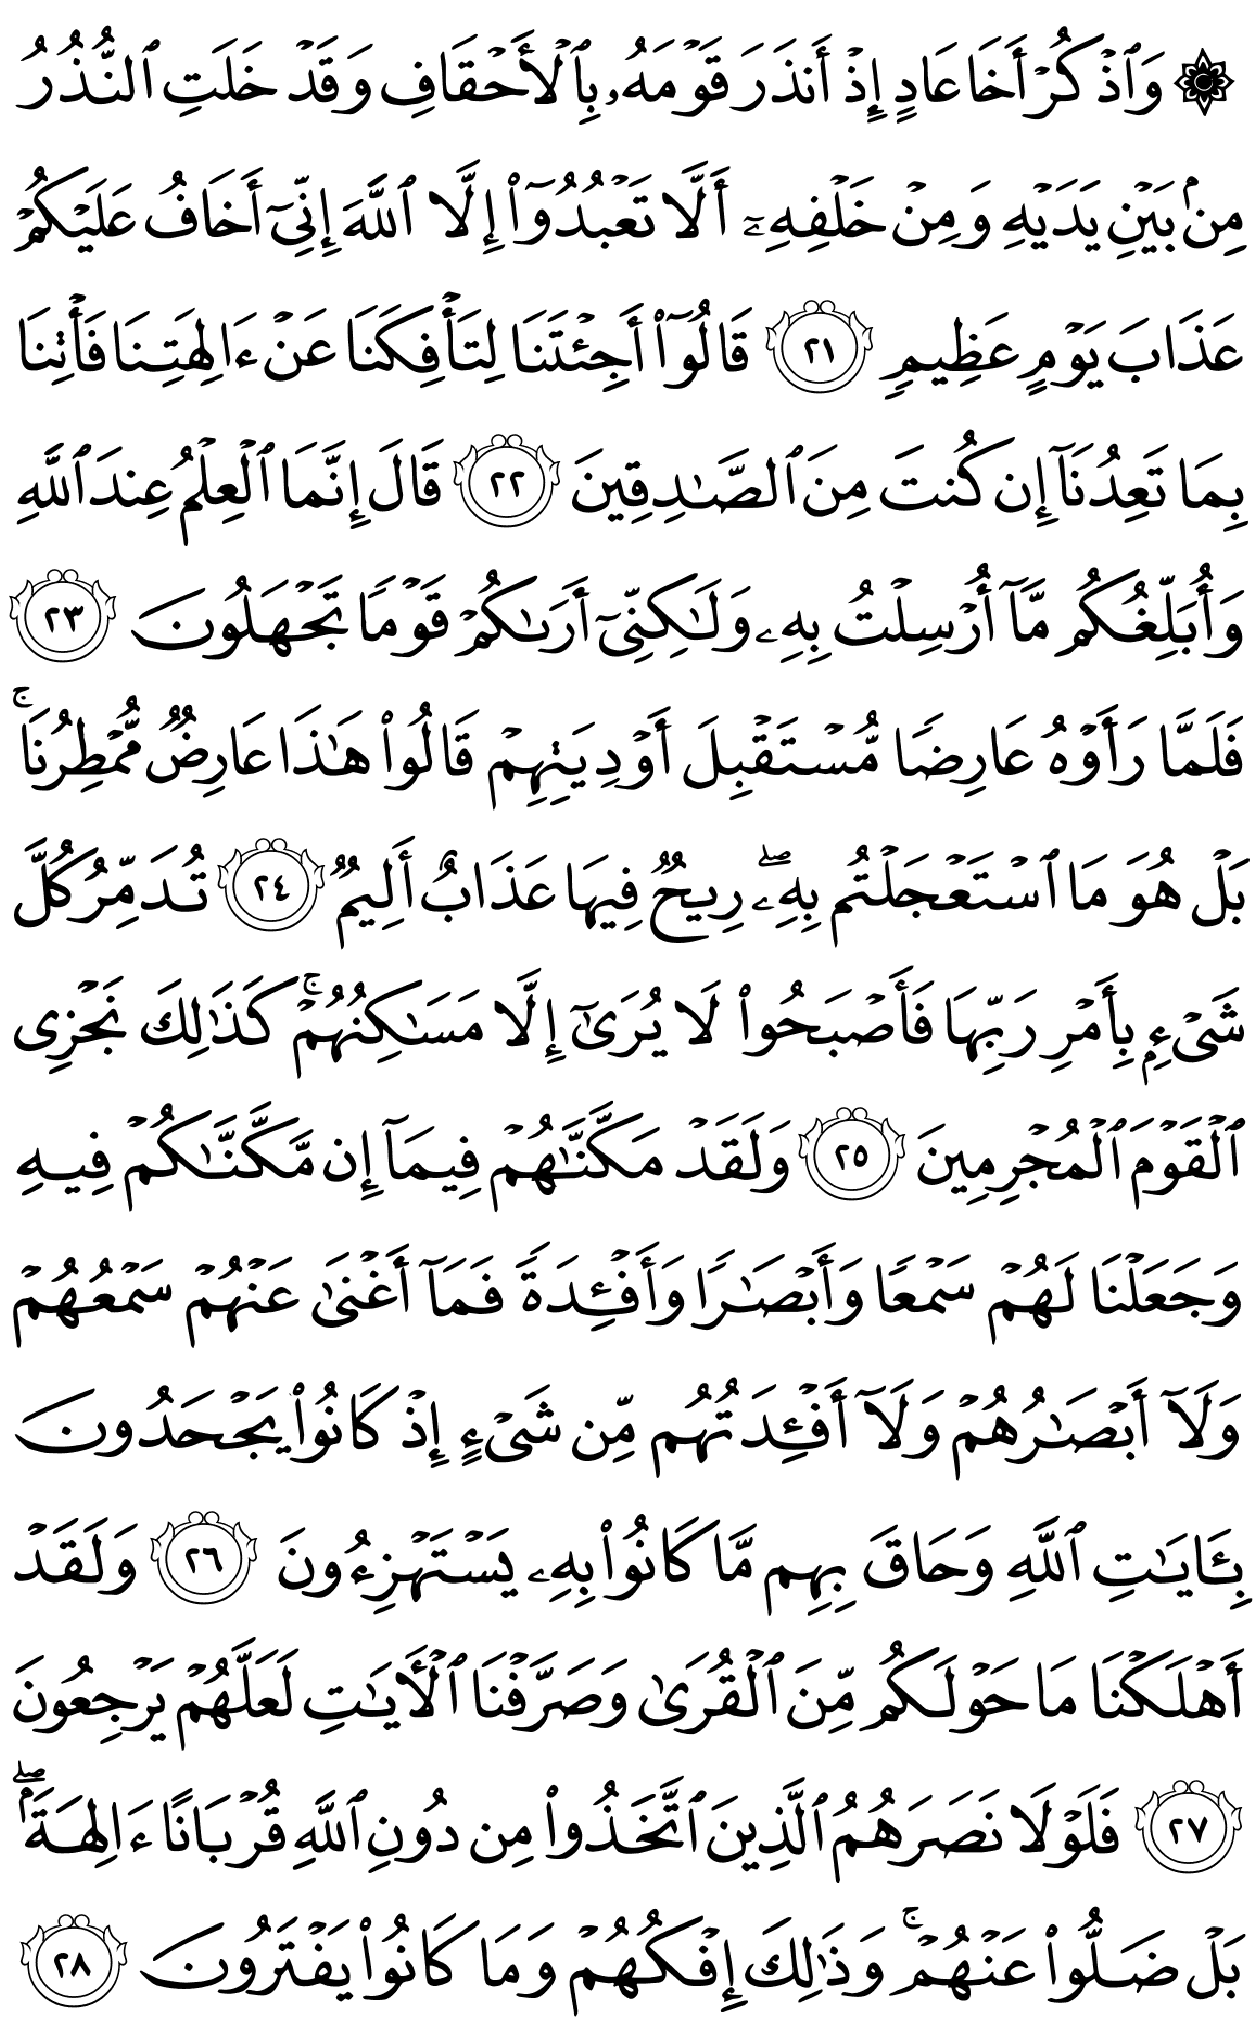 ۞ وَٱذۡكُرۡ أَخَا عَادٍ إِذۡ أَنذَرَ قَوۡمَهُۥ بِٱلۡأَحۡقَافِ وَقَدۡ خَلَتِ ٱلنُّذُرُ
مِنۢ بَيۡنِ يَدَيۡهِ وَمِنۡ خَلۡفِهِۦٓ أَلَّا تَعۡبُدُوٓاْ إِلَّا ٱللَّهَ إِنِّيٓ أَخَافُ عَلَيۡكُمۡ
عَذَابَ يَوۡمٍ عَظِيمٖ ٢١ قَالُوٓاْ أَجِئۡتَنَا لِتَأۡفِكَنَا عَنۡ ءَالِهَتِنَا فَأۡتِنَا
بِمَا تَعِدُنَآ إِن كُنتَ مِنَ ٱلصَّٰدِقِينَ ٢٢ قَالَ إِنَّمَا ٱلۡعِلۡمُ عِندَ ٱللَّهِ
وَأُبَلِّغُكُم مَّآ أُرۡسِلۡتُ بِهِۦ وَلَٰكِنِّيٓ أَرَىٰكُمۡ قَوۡمٗا تَجۡهَلُونَ ٢٣
فَلَمَّا رَأَوۡهُ عَارِضٗا مُّسۡتَقۡبِلَ أَوۡدِيَتِهِمۡ قَالُواْ هَٰذَا عَارِضٞ مُّمۡطِرُنَاۚ
بَلۡ هُوَ مَا ٱسۡتَعۡجَلۡتُم بِهِۦۖ رِيحٞ فِيهَا عَذَابٌ أَلِيمٞ ٢٤ تُدَمِّرُ كُلَّ
شَيۡءِۭ بِأَمۡرِ رَبِّهَا فَأَصۡبَحُواْ لَا يُرَىٰٓ إِلَّا مَسَٰكِنُهُمۡۚ كَذَٰلِكَ نَجۡزِي
ٱلۡقَوۡمَ ٱلۡمُجۡرِمِينَ ٢٥ وَلَقَدۡ مَكَّنَّٰهُمۡ فِيمَآ إِن مَّكَّنَّٰكُمۡ فِيهِ
وَجَعَلۡنَا لَهُمۡ سَمۡعٗا وَأَبۡصَٰرٗا وَأَفۡـِٔدَةٗ فَمَآ أَغۡنَىٰ عَنۡهُمۡ سَمۡعُهُمۡ
وَلَآ أَبۡصَٰرُهُمۡ وَلَآ أَفۡـِٔدَتُهُم مِّن شَيۡءٍ إِذۡ كَانُواْ يَجۡحَدُونَ
بِـَٔايَٰتِ ٱللَّهِ وَحَاقَ بِهِم مَّا كَانُواْ بِهِۦ يَسۡتَهۡزِءُونَ ٢٦ وَلَقَدۡ
أَهۡلَكۡنَا مَا حَوۡلَكُم مِّنَ ٱلۡقُرَىٰ وَصَرَّفۡنَا ٱلۡأٓيَٰتِ لَعَلَّهُمۡ يَرۡجِعُونَ
٢٧ فَلَوۡلَا نَصَرَهُمُ ٱلَّذِينَ ٱتَّخَذُواْ مِن دُونِ ٱللَّهِ قُرۡبَانًا ءَالِهَةَۢۖ
بَلۡ ضَلُّواْ عَنۡهُمۡۚ وَذَٰلِكَ إِفۡكُهُمۡ وَمَا كَانُواْ يَفۡتَرُونَ ٢٨